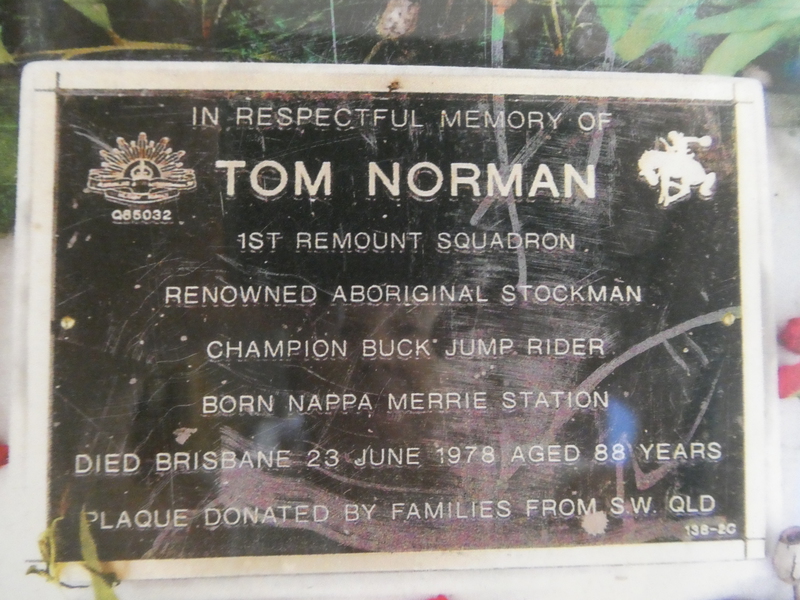 IN RESPECTFUL MEMORY OF
TOM NORMAN
Q65032
1ST REMOUNT SQUADRON
RENOWNED ABORIGINAL STOCKMAN
CHAMPION BUCK JUMP RIDER
BORN NAPPA MERRIE STATION
DIED BRISBANE 23 JUNE 1978 AGED 88 YEARS
PLAQUE DONATED BY FAMILIES FROM S.W. QLD
138-2C